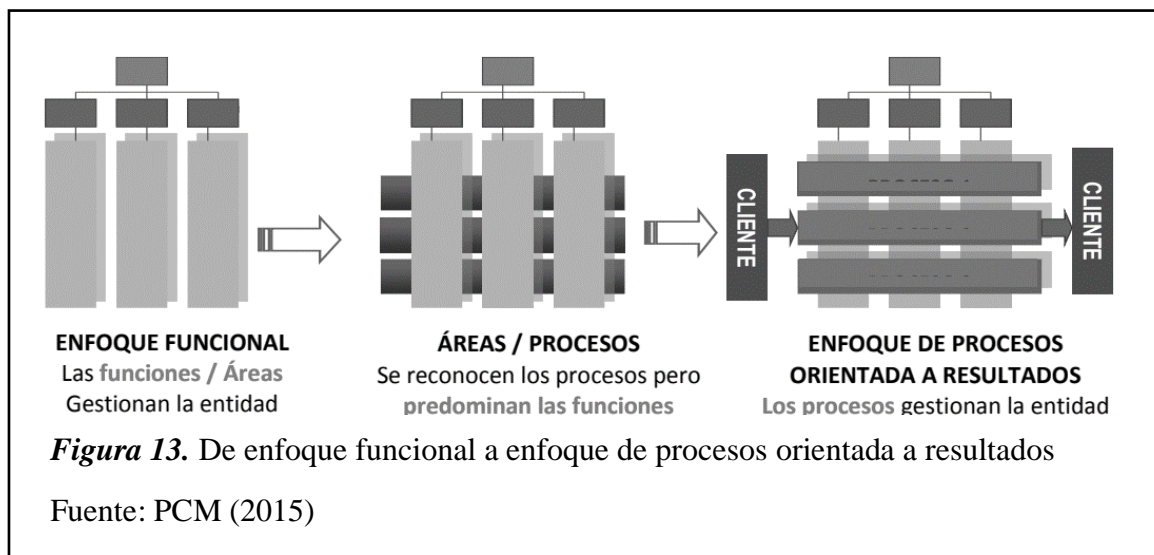 CLIENTE
CLIENTE
ENFOQUE FUNCIONAL
Las funciones / Áreas
Gestionan la entidad
ÁREAS / PROCESOS
Se reconocen los procesos pero
predominan las funciones
ENFOQUE DE PROCESOS
ORIENTADA A RESULTADOS
Los procesos gestionan la entidad
Figura 13. De enfoque funcional a enfoque de procesos orientada a resultados
Fuente: PCM (2015)